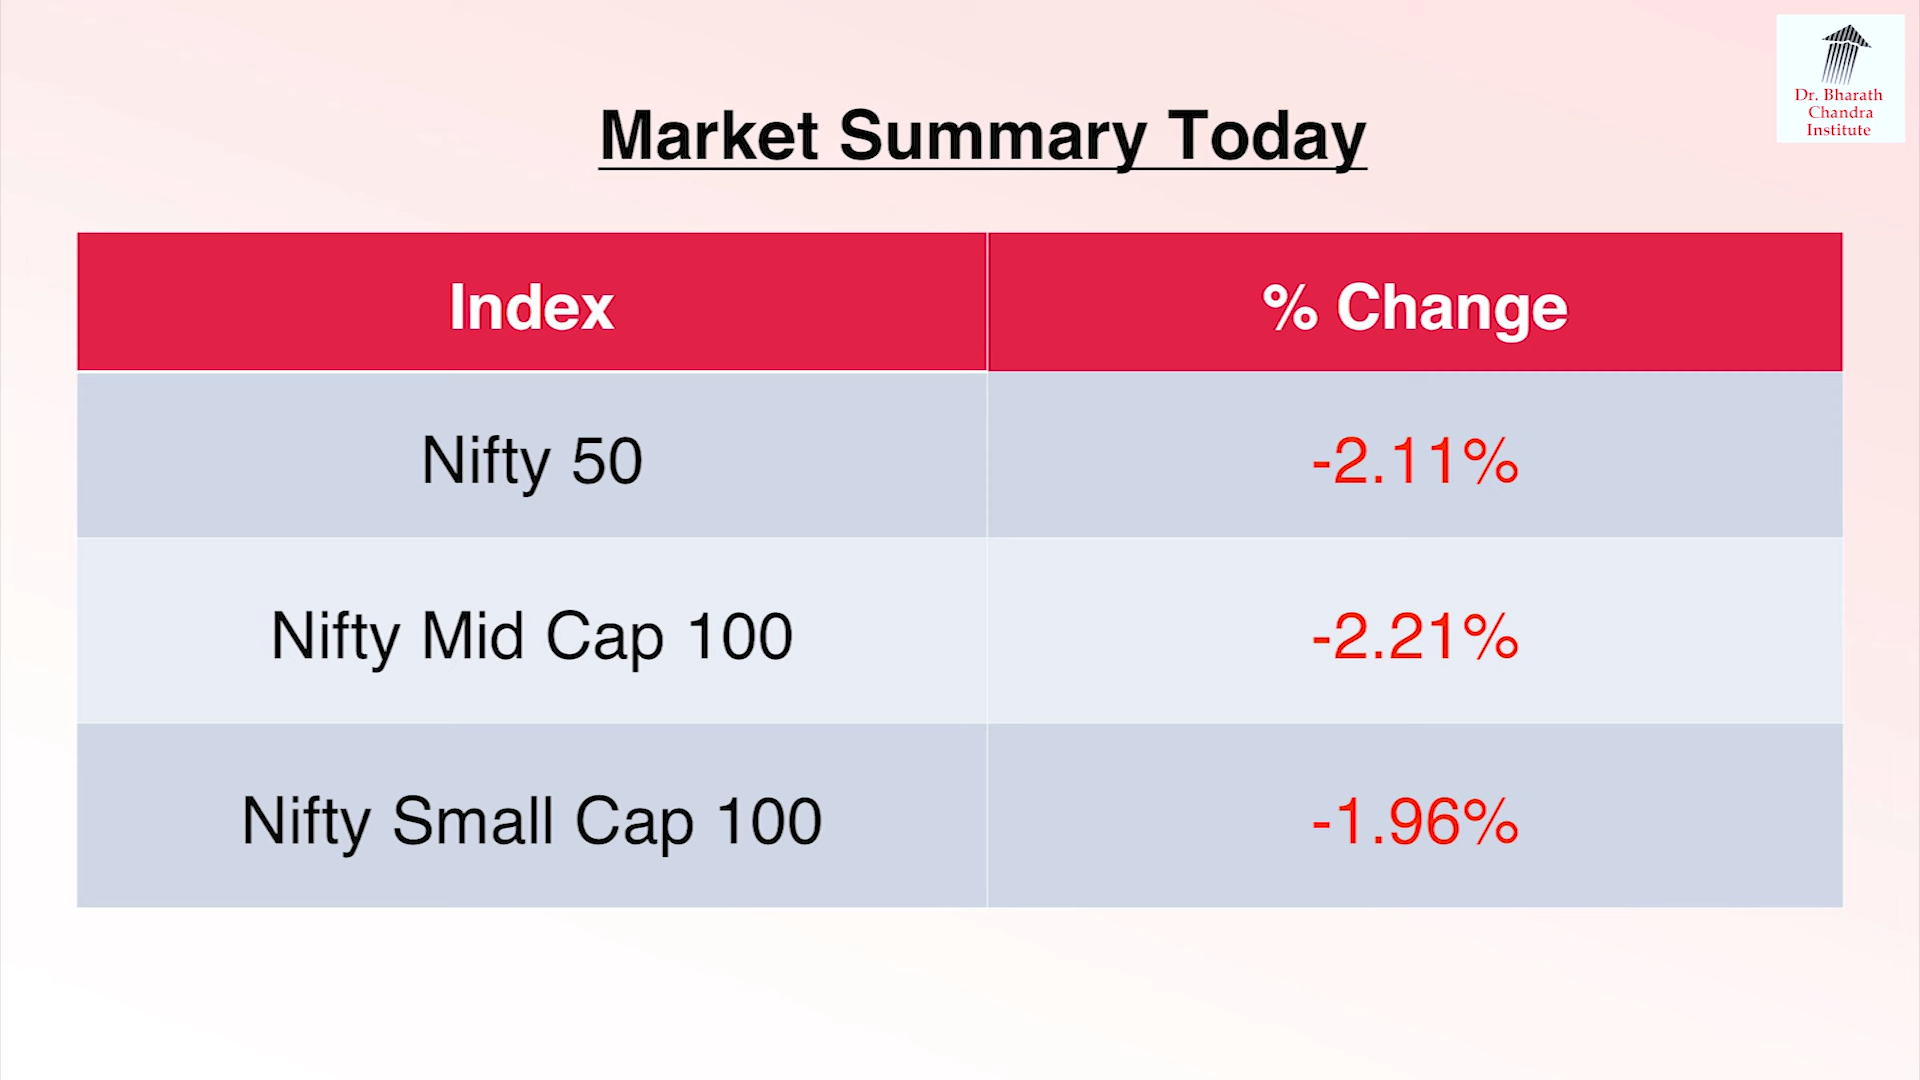 Dr. Bharath
Chandra
Institute
Market Summary Today
Index % Change
Nifty 50 -2.11%
Nifty Mid Cap 100 -2.21%
Nifty Small Cap 100 -1.96%